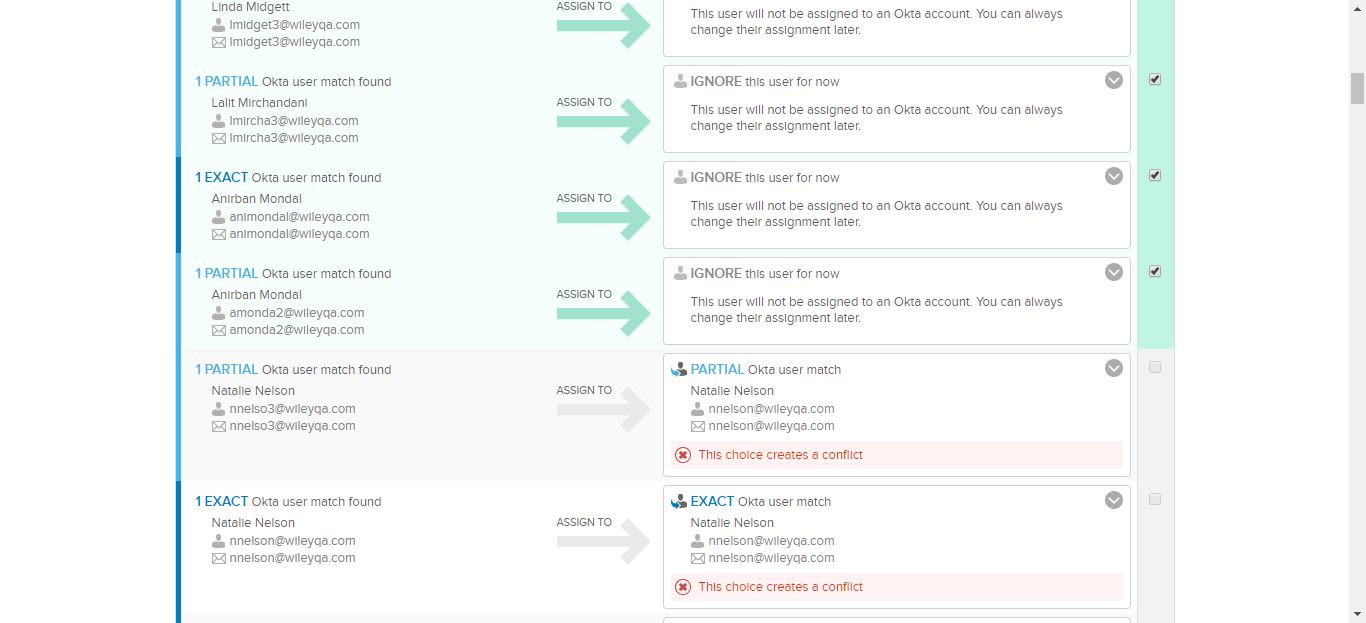 Linda Midgett
lmidget3@wileyqa.com
lmidget3@wileyqa.com
ASSIGN TO
This user will not be assigned to an Okta account. You can always
change their assignment later.
1 PARTIAL Okta user match found
Lalit Mirchandani
lmircha3@wileyqa.com
lmircha3@wileyqa.com
ASSIGN TO
IGNORE this user for now
This user will not be assigned to an Okta account. You can always
change their assignment later.
1 EXACT Okta user match found
Anirban Mondal
animondal@wileyqa.com
animondal@wileyqa.com
ASSIGN TO
IGNORE this user for now
This user will not be assigned to an Okta account. You can always
change their assignment later.
1 PARTIAL Okta user match found
Anirban Mondal
amonda2@wileyqa.com
amonda2@wileyqa.com
ASSIGN TO
IGNORE this user for now
This user will not be assigned to an Okta account. You can always
change their assignment later.
1 PARTIAL Okta user match found
Natalie Nelson
nnelso3@wileyqa.com
nnelso3@wileyqa.com
ASSIGN TO
PARTIAL Okta user match
Natalie Nelson
nnelson@wileyqa.com
nnelson@wileyqa.com
This choice creates a conflict
1 EXACT Okta user match found
Natalie Nelson
nnelson@wileyqa.com
nnelson@wileyqa.com
ASSIGN TO
EXACT Okta user match
Natalie Nelson
nnelson@wileyqa.com
nnelson@wileyqa.com
This choice creates a conflict